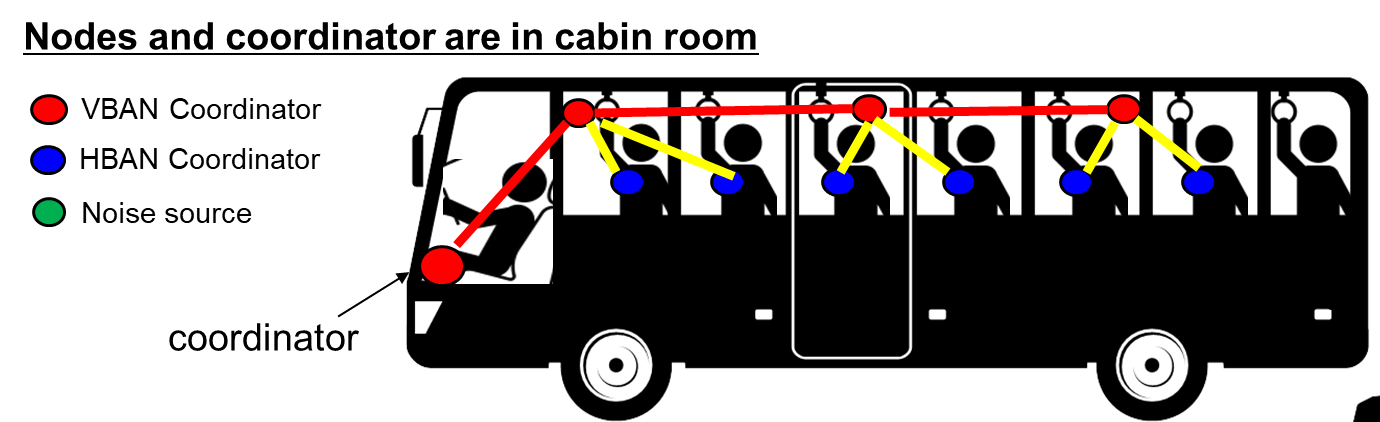 Nodes and coordinator are in cabin room
VBAN Coordinator
HBAN Coordinator
Noise source
coordinator